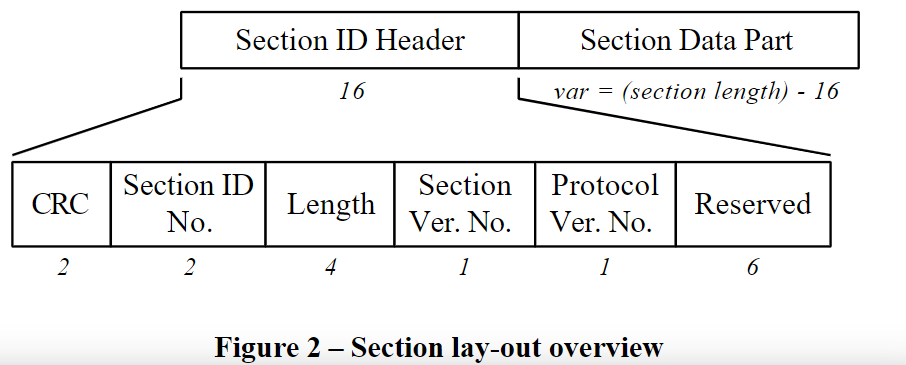 Section ID Header Section Data Part
16 var = (section length) - 16
CRC Section ID No. Length Section Ver. No. Protocol Ver. No. Reserved
2 2 4 1 1 6
Figure 2 – Section lay-out overview